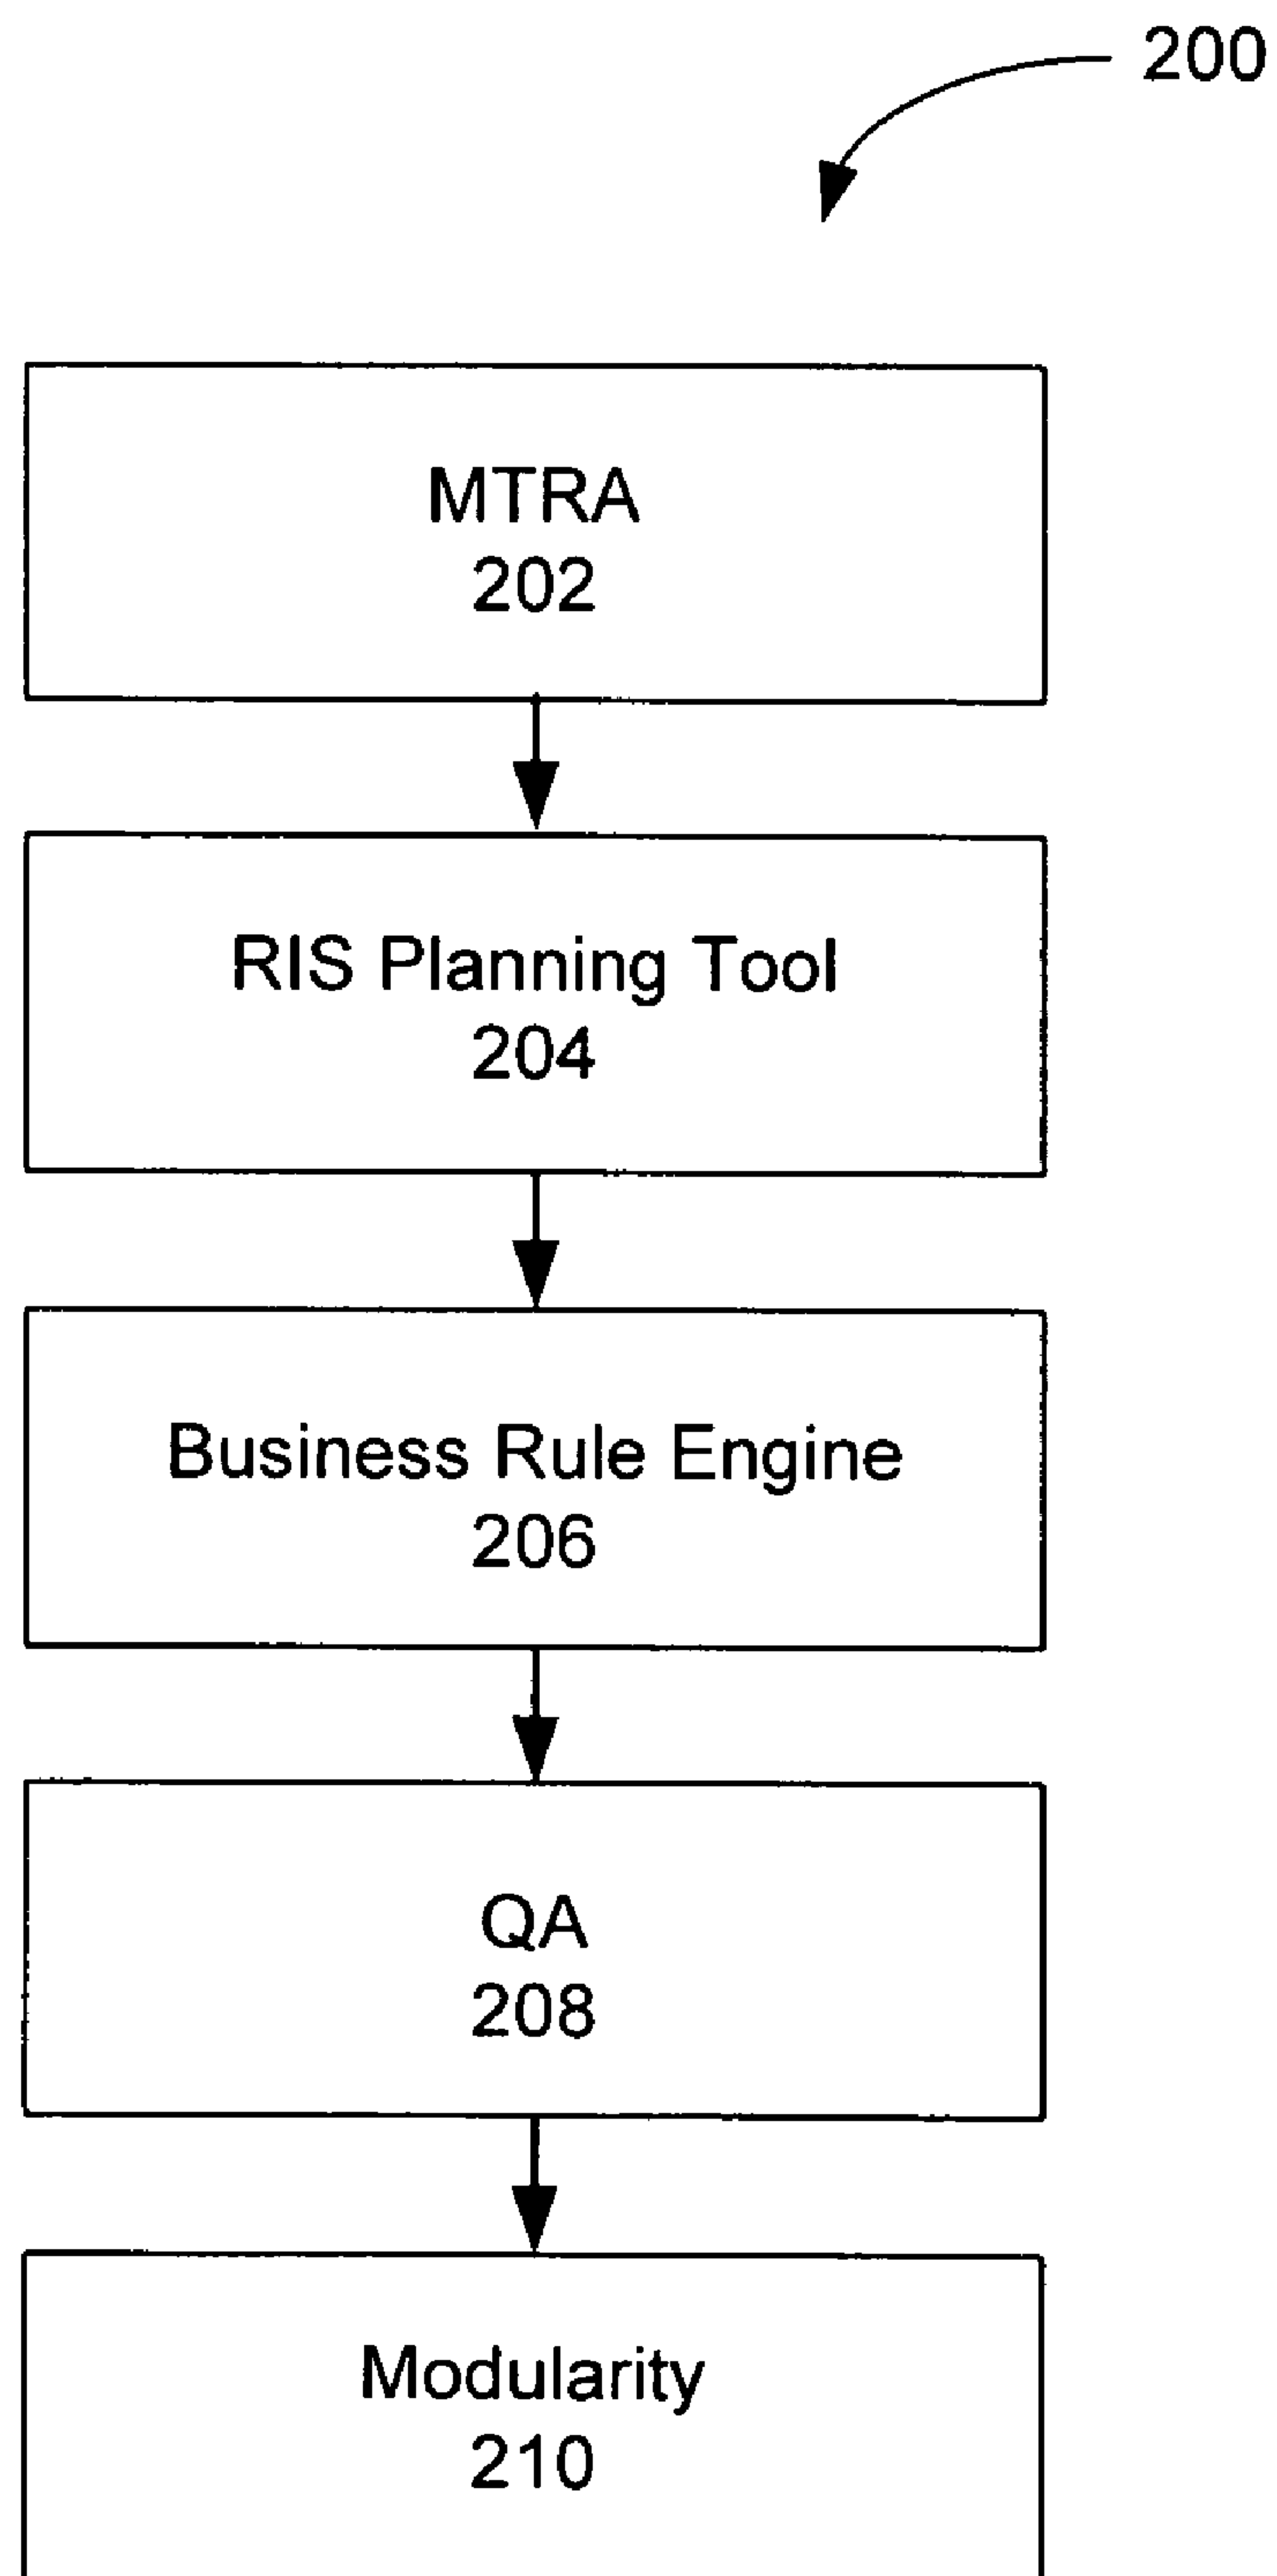 200
MTRA
202
RIS Planning Tool
204
Business Rule Engine
206
QA
208
Modularity
210